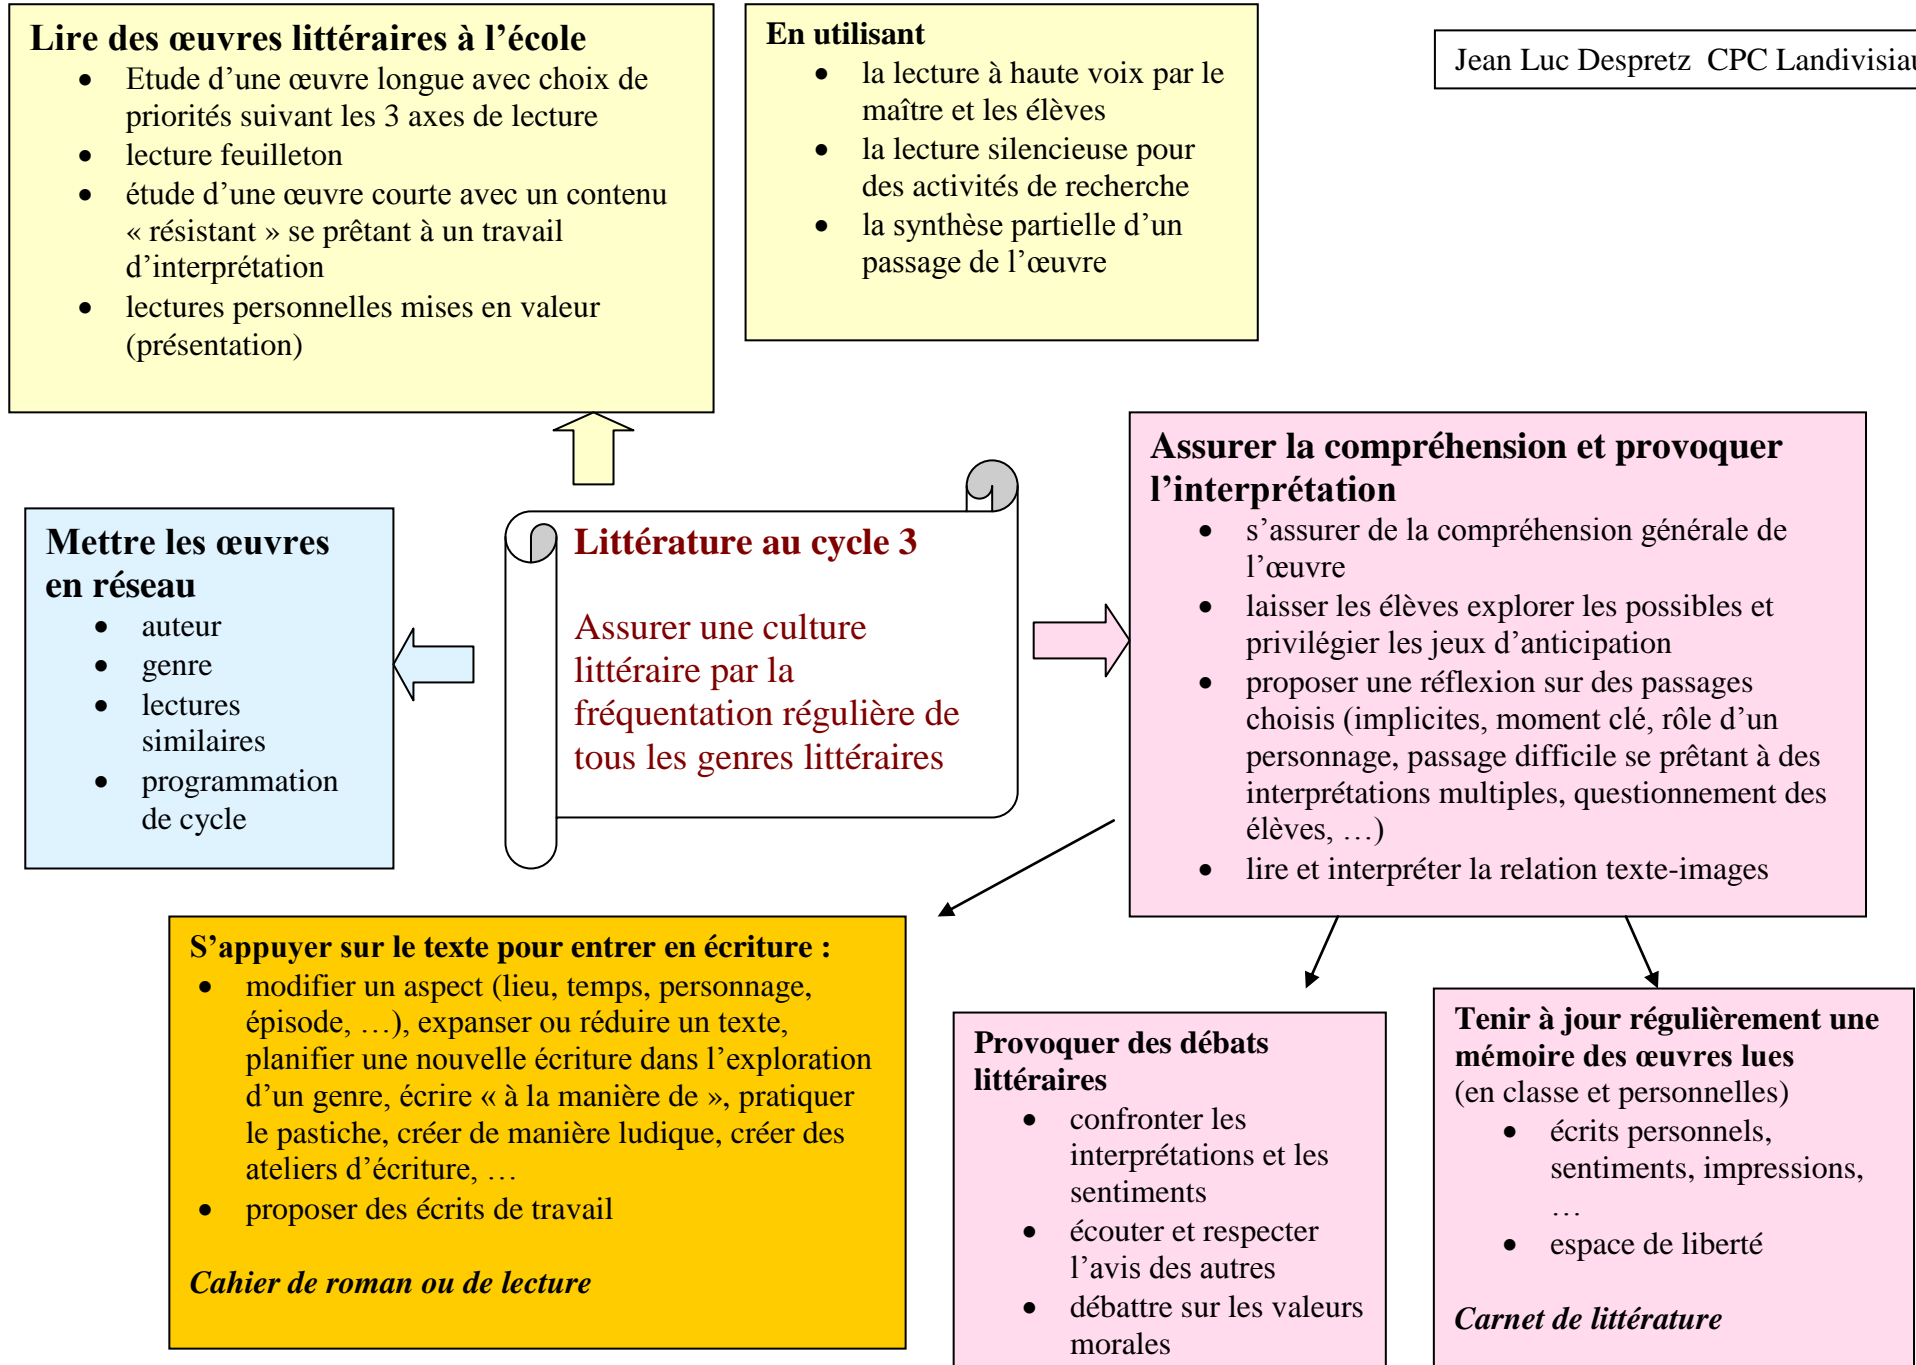 Lire des œuvres littéraires à l’école
• Etude d’une œuvre longue avec choix de
priorités suivant les 3 axes de lecture
• lecture feuilleton
• étude d’une œuvre courte avec un contenu
« résistant » se prêtant à un travail
d’interprétation
• lectures personnelles mises en valeur
(présentation)
En utilisant
• la lecture à haute voix par le
maître et les élèves
• la lecture silencieuse pour
des activités de recherche
• la synthèse partielle d’un
passage de l’œuvre
Jean Luc Despretz CPC Landivisiau
Mettre les œuvres
en réseau
• auteur
• genre
• lectures
similaires
• programmation
de cycle
Littérature au cycle 3
Assurer une culture
littéraire par la
fréquentation régulière de
tous les genres littéraires
Assurer la compréhension et provoquer
l’interprétation
• s’assurer de la compréhension générale de
l’œuvre
• laisser les élèves explorer les possibles et
privilégier les jeux d’anticipation
• proposer une réflexion sur des passages
choisis (implicites, moment clé, rôle d’un
personnage, passage difficile se prêtant à des
interprétations multiples, questionnement des
élèves, …)
• lire et interpréter la relation texte-images
S’appuyer sur le texte pour entrer en écriture :
• modifier un aspect (lieu, temps, personnage,
épisode, …), expanser ou réduire un texte,
planifier une nouvelle écriture dans l’exploration
d’un genre, écrire « à la manière de », pratiquer
le pastiche, créer de manière ludique, créer des
ateliers d’écriture, …
• proposer des écrits de travail
Cahier de roman ou de lecture
Provoquer des débats
littéraires
• confronter les
interprétations et les
sentiments
• écouter et respecter
l’avis des autres
• débattre sur les valeurs
morales
Tenir à jour régulièrement une
mémoire des œuvres lues
(en classe et personnelles)
• écrits personnels,
sentiments, impressions,
…
• espace de liberté
Carnet de littérature